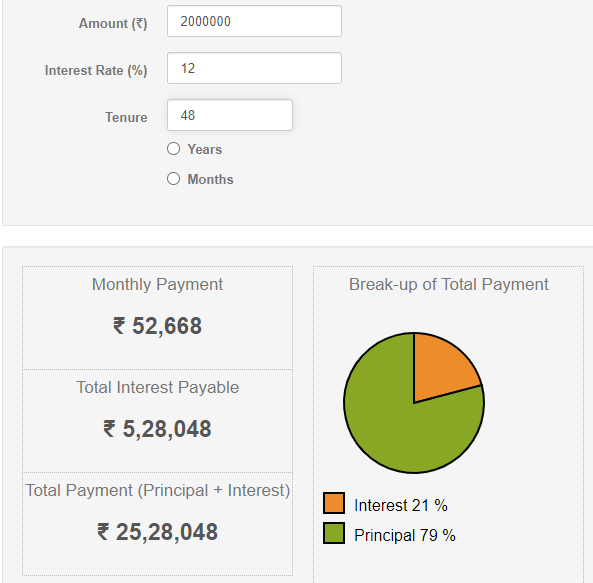 Amount (₹) 2000000
Interest Rate (%) 12
Tenure 48
Years
Months
Monthly Payment
₹ 52,668
Total Interest Payable
₹ 5,28,048
Total Payment (Principal + Interest)
₹ 25,28,048
Break-up of Total Payment
Interest 21 %
Principal 79 %